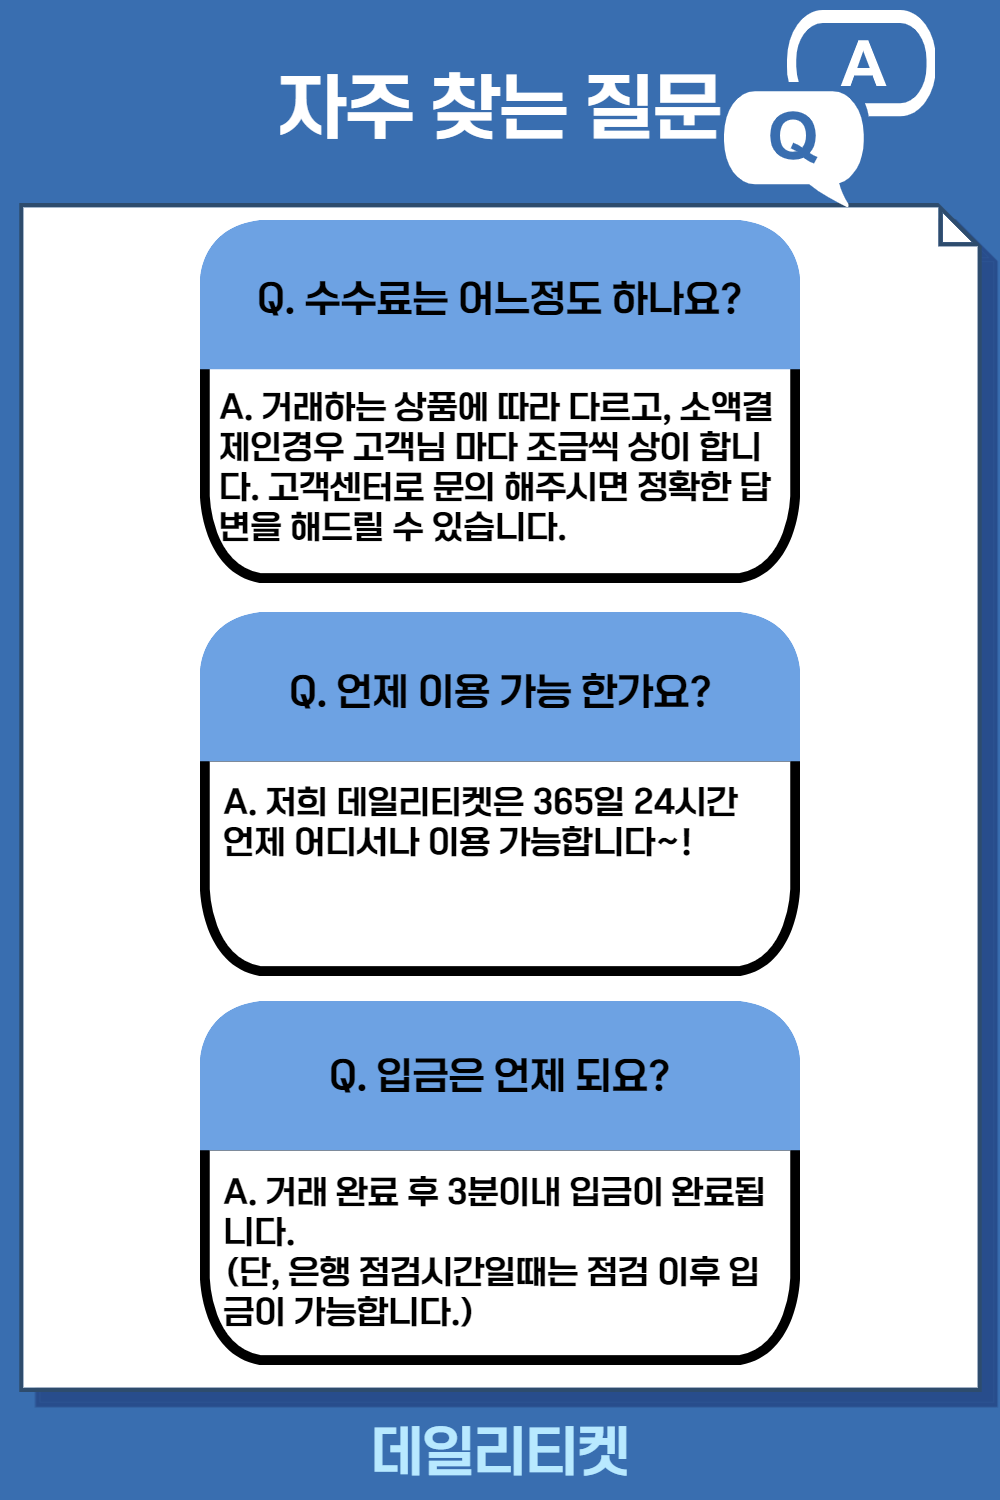 자주 찾는 질문
A
Q
Q. 수수료는 어느정도 하나요?
A. 거래하는 상품에 따라 다르고, 소액결
제인경우 고객님 마다 조금씩 상이 합니
다. 고객센터로 문의 해주시면 정확한 답
변을 해드릴 수 있습니다.
Q. 언제 이용 가능 한가요?
A. 저희 데일리티켓은 365일 24시간
언제 어디서나 이용 가능합니다~!
Q. 입금은 언제 되요?
A. 거래 완료 후 3분이내 입금이 완료됩
니다.
(단, 은행 점검시간일때는 점검 이후 입
금이 가능합니다.)
데일리티켓